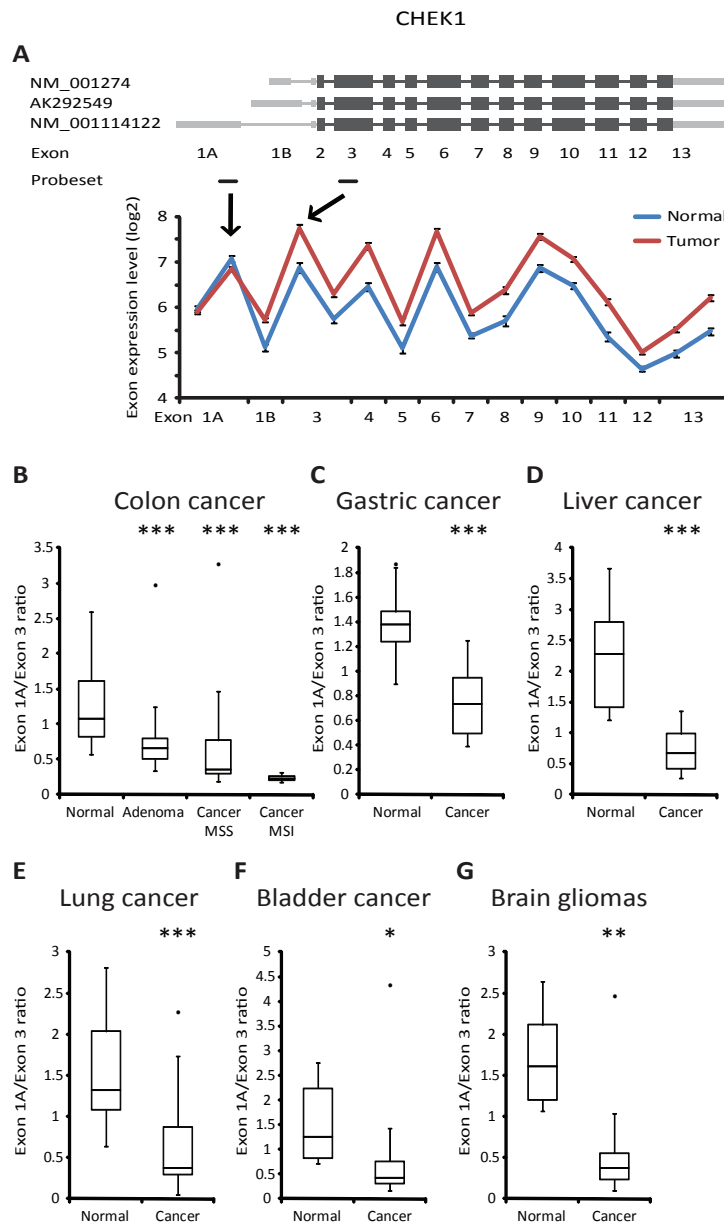 CHEK1
A
NM_001274
AK292549
NM_001114122
Exon 1A 1B 2 3 4 5 6 7 8 9 10 11 12 13
Probeset
Exon expression level (log2)
8
7
6
5
4
Normal
Tumor
Exon 1A 1B 3 4 5 6 7 8 9 10 11 12 13
B
Colon cancer
*** *** ***
Exon 1A/Exon 3 ratio
3.5
3
2.5
2
1.5
1
0.5
0
Normal Adenoma Cancer Cancer
MSS MSI
C
Gastric cancer
***
Exon 1A/Exon 3 ratio
2
1.8
1.6
1.4
1.2
1
0.8
0.6
0.4
0.2
0
Normal Cancer
D
Liver cancer
***
Exon 1A/Exon 3 ratio
4
3.5
3
2.5
2
1.5
1
0.5
0
Normal Cancer
E
Lung cancer
***
Exon 1A/Exon 3 ratio
3
2.5
2
1.5
1
0.5
0
Normal Cancer
F
Bladder cancer
*
Exon 1A/Exon 3 ratio
5
4.5
4
3.5
3
2.5
2
1.5
1
0.5
0
Normal Cancer
G
Brain gliomas
**
Exon 1A/Exon 3 ratio
3
2.5
2
1.5
1
0.5
0
Normal Cancer